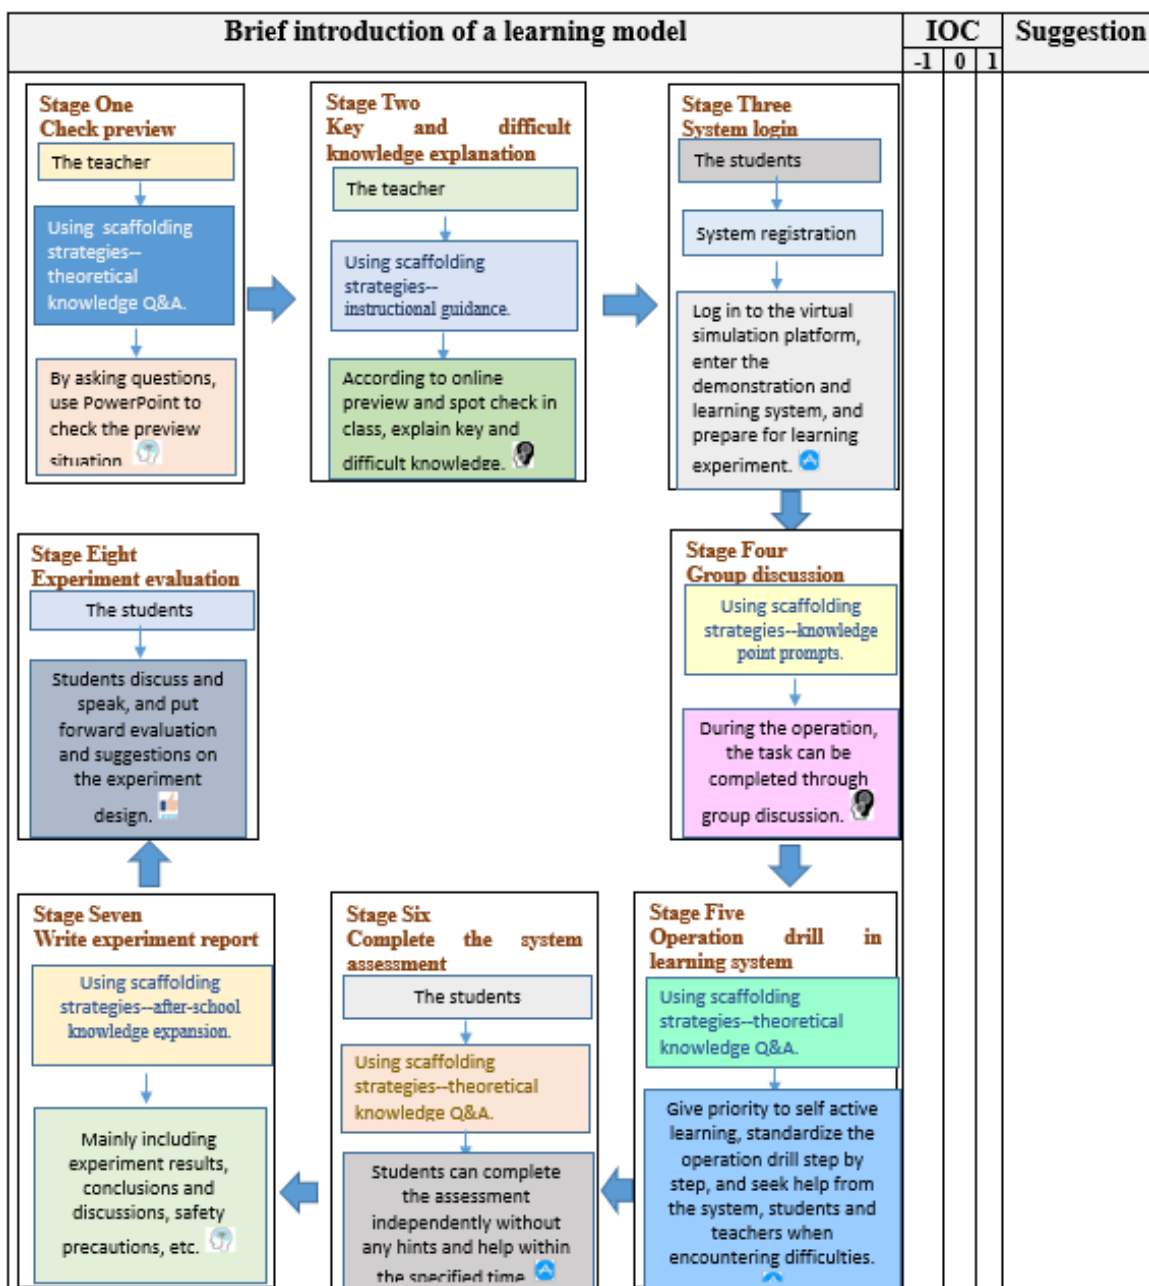 Brief introduction of a learning model
IOC
Suggestion
-1 0 1
Stage One
Check preview
The teacher
Using scaffolding
strategies--
theoretical
knowledge Q&A.
By asking questions,
use PowerPoint to
check the preview
situation
Stage Two
Key and difficult
knowledge explanation
The teacher
Using scaffolding
strategies--
instructional guidance.
According to online
preview and spot check in
class, explain key and
difficult knowledge.
Stage Three
System login
The students
System registration
Log in to the virtual
simulation platform,
enter the
demonstration and
learning system, and
prepare for learning
experiment.
Stage Four
Group discussion
Using scaffolding
strategies--knowledge
point prompts.
During the operation,
the task can be
completed through
group discussion.
Stage Five
Operation drill in
learning system
Using scaffolding
strategies--theoretical
knowledge Q&A.
Give priority to self active
learning, standardize the
operation drill step by
step, and seek help from
the system, students and
teachers when
encountering difficulties.
Stage Six
Complete the system
assessment
The students
Using scaffolding
strategies--theoretical
knowledge Q&A.
Students can complete
the assessment
independently without
any hints and help within
the specified time
Stage Seven
Write experiment report
Using scaffolding
strategies--after-school
knowledge expansion.
Mainly including
experiment results,
conclusions and
discussions, safety
precautions, etc.
Stage Eight
Experiment evaluation
The students
Students discuss and
speak, and put
forward evaluation
and suggestions on
the experiment
design.